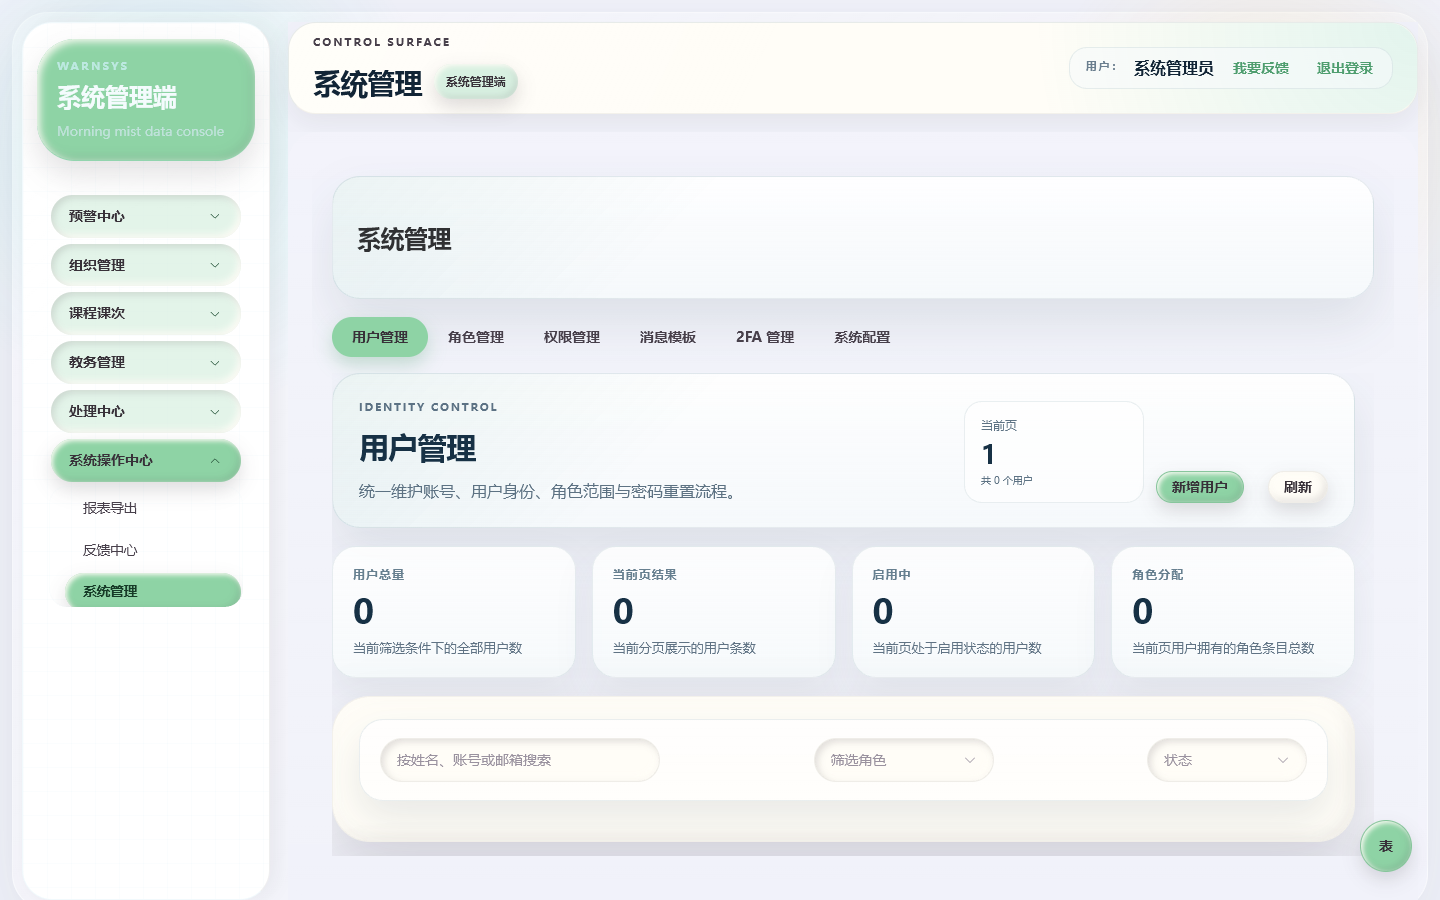 WARNSYS
系统管理端
Morning mist data console
预警中心
组织管理
课程课次
教务管理
处理中心
系统操作中心
报表导出
反馈中心
系统管理
CONTROL SURFACE
系统管理
系统管理端
用户：
系统管理员
我要反馈
退出登录
系统管理
用户管理
角色管理
权限管理
消息模板
2FA 管理
系统配置
IDENTITY CONTROL
用户管理
统一维护账号、用户身份、角色范围与密码重置流程。
当前页
1
共 0 个用户
新增用户
刷新
用户总量
0
当前筛选条件下的全部用户数
当前页结果
0
当前分页展示的用户条数
启用中
0
当前页处于启用状态的用户数
角色分配
0
当前页用户拥有的角色条目总数
按姓名、账号或邮箱搜索
筛选角色
状态
表